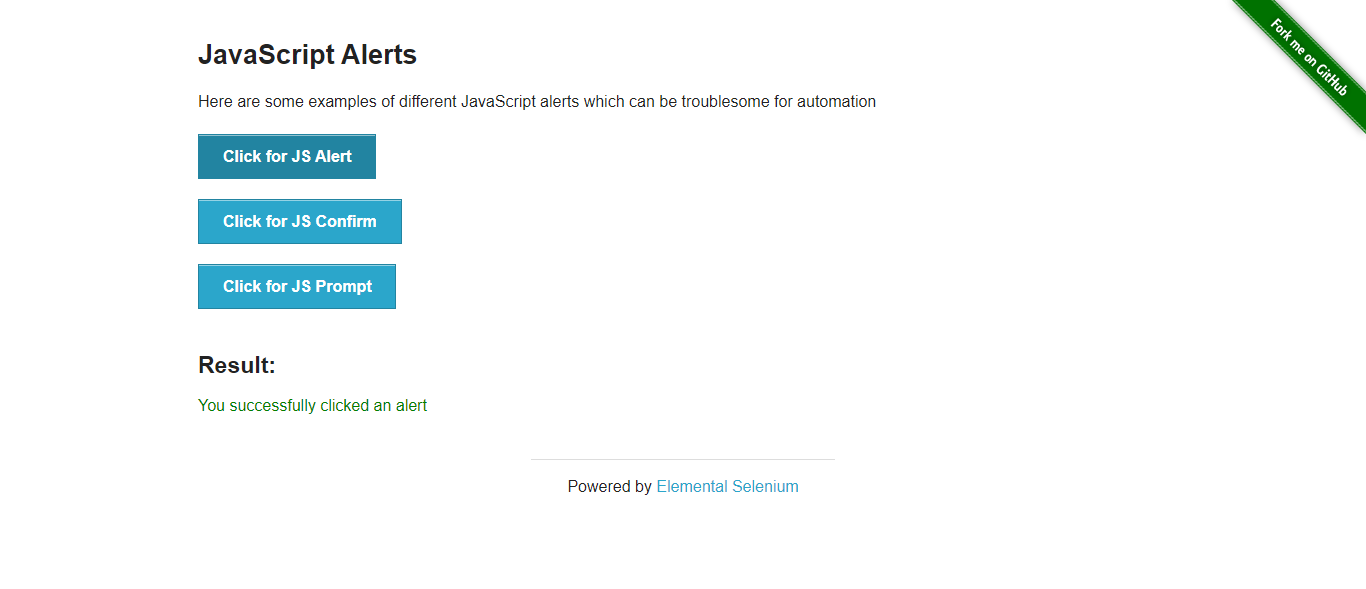 Fork me on GitHub
JavaScript Alerts
Here are some examples of different JavaScript alerts which can be troublesome for automation
Click for JS Alert
Click for JS Confirm
Click for JS Prompt
Result:
You successfully clicked an alert
Powered by Elemental Selenium